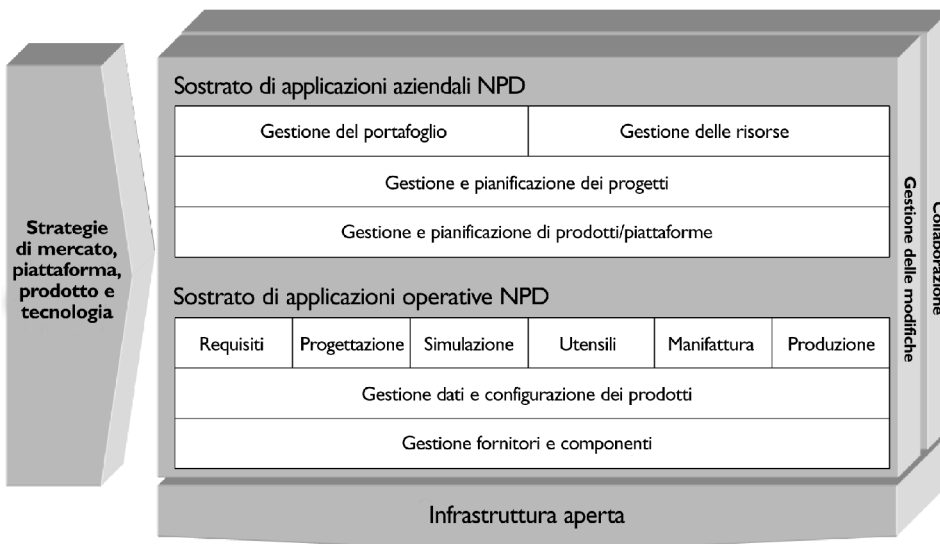 Strategie
di mercato,
piattaforma,
prodotto e
tecnologia
Sostrato di applicazioni aziendali NPD
Gestione del portafoglio
Gestione delle risorse
Gestione e pianificazione dei progetti
Gestione e pianificazione di prodotti/piattaforme
Sostrato di applicazioni operative NPD
Requisiti
Progettazione
Simulazione
Utensili
Manifattura
Produzione
Gestione dati e configurazione dei prodotti
Gestione fornitori e componenti
Gestione delle modifiche
Collaborazione
Infrastruttura aperta